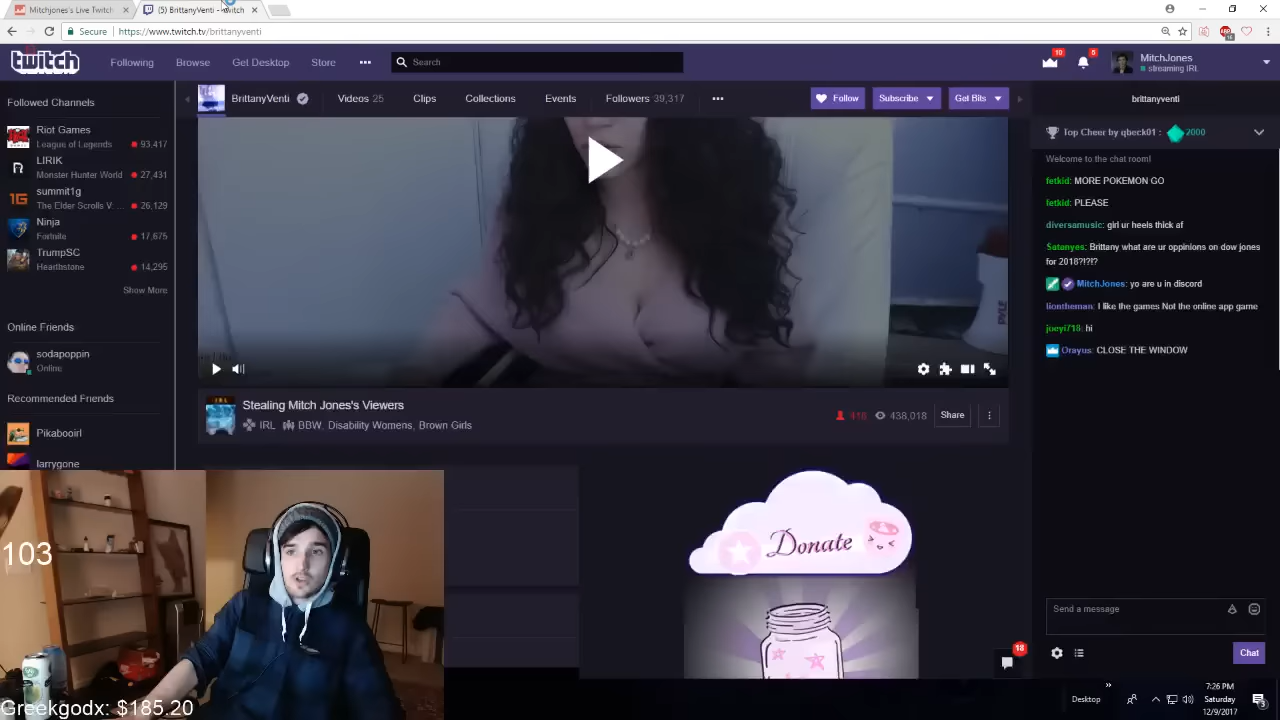 Mitchjones's Live Twitch
(5) BrittanyVenti - Twitch
Secure
https://www.twitch.tv/brittanyventi
twitch
Following
Browse
Get Desktop
Store
Search
10
5
MitchJones
streaming IRL
Followed Channels
Riot Games
League of Legends
93,417
LIRIK
Monster Hunter World
27,431
summit1g
The Elder Scrolls V: ...
26,129
Ninja
Fortnite
17,675
TrumpSC
Hearthstone
14,295
Show More
Online Friends
sodapoppin
Online
Recommended Friends
Pikabooirl
larrygone
BrittanyVenti
Videos 25
Clips
Collections
Events
Followers 39,317
Follow
Subscribe
Get Bits
PYLE
Stealing Mitch Jones's Viewers
IRL
BBW, Disability Womens, Brown Girls
418
438,018
Share
Donate
brittanyventi
Top Cheer by qbeck01 : 2000
Welcome to the chat room!
fetkid: MORE POKEMON GO
fetkid: PLEASE
diversamusic: girl ur heels thick af
Satanyes: Brittany what are ur oppinions on dow jones
for 2018?!?!?
MitchJones: yo are u in discord
liontheman: I like the games Not the online app game
joeyi718: hi
Orayus: CLOSE THE WINDOW
Send a message
Chat
18
103
Greekgodx: $185.20
Desktop
7:26 PM
Saturday
12/9/2017
3